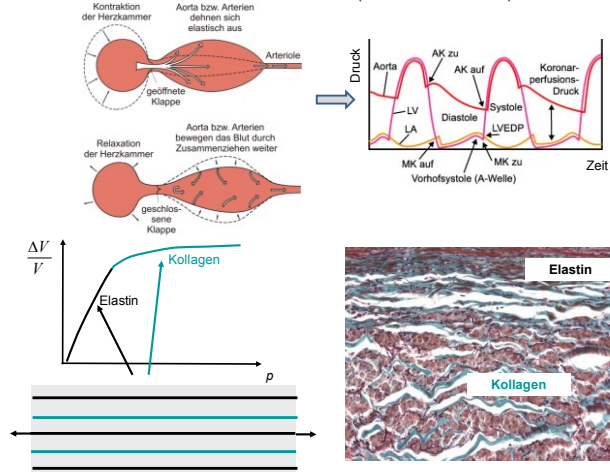 Kontraktion
der Herzkammer
Aorta bzw. Arterien
dehnen sich
elastisch aus
Arteriole
geöffnete
Klappe
Relaxation
der Herzkammer
Aorta bzw. Arterien
bewegen das Blut durch
Zusammenziehen weiter
geschlos-
sene
Klappe
Druck
Aorta
AK zu
AK auf
Koronar-
perfusions-
Druck
Systole
Diastole
LV
LA
LVEDP
MK auf
MK zu
Vorhofsystole (A-Welle)
Zeit
ΔV
V
Kollagen
Elastin
p
Elastin
Kollagen